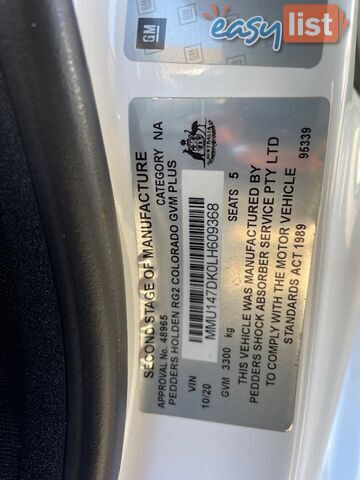 GM
easylist
SECOND STAGE OF MANUFACTURE
APPROVAL No. 48965 CATEGORY NA
PEDDERS HOLDEN RG2 COLORADO GVM PLUS
VIN MMU147DK0LH609368
10/20
GVM 3300 kg SEATS 5
THIS VEHICLE WAS MANUFACTURED BY
PEDDERS SHOCK ABSORBER SERVICE PTY LTD
TO COMPLY WITH THE MOTOR VEHICLE
STANDARDS ACT 1989 95339